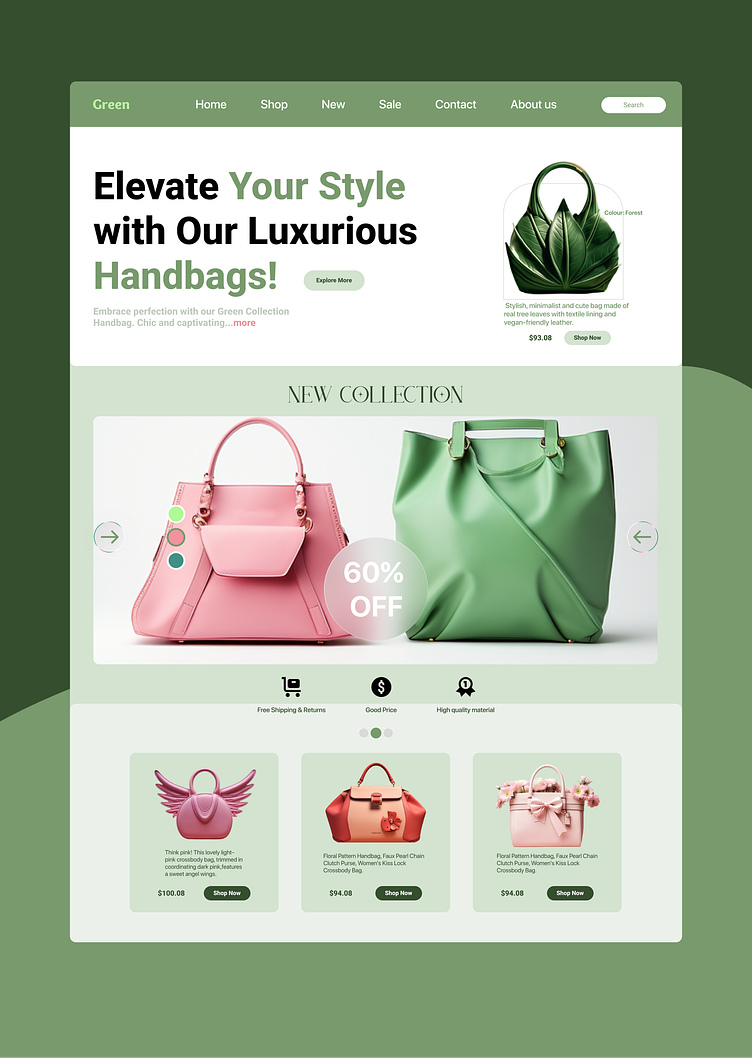 Green
Home
Shop
New
Sale
Contact
About us
Search
Elevate Your Style
with Our Luxurious
Handbags!
Explore More
Embrace perfection with our Green Collection
Handbag. Chic and captivating...more
Colour: Forest
Stylish, minimalist and cute bag made of
real tree leaves with textile lining and
vegan-friendly leather.
$93.08
Shop Now
NEW COLLECTION
60%
OFF
1
$
Free Shipping & Returns
Good Price
High quality material
Think pink! This lovely light-
pink crossbody bag, trimmed in
coordinating dark pink,features
a sweet angel wings.
$100.08
Shop Now
Floral Pattern Handbag, Faux Pearl Chain
Clutch Purse, Women's Kiss Lock
Crossbody Bag.
$94.08
Shop Now
Floral Pattern Handbag, Faux Pearl Chain
Clutch Purse, Women's Kiss Lock
Crossbody Bag.
$94.08
Shop Now